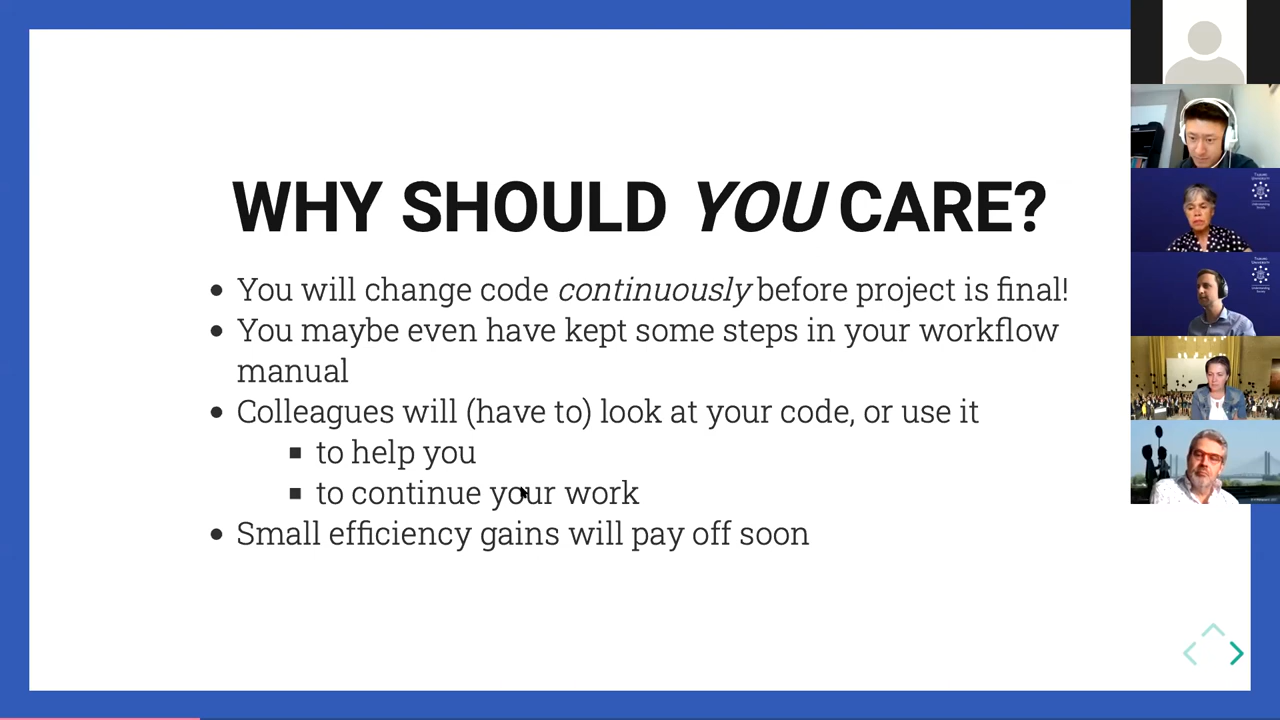 WHY SHOULD YOU CARE?
You will change code continuously before project is final!
You maybe even have kept some steps in your workflow
manual
Colleagues will (have to) look at your code, or use it
to help you
to continue your work
Small efficiency gains will pay off soon